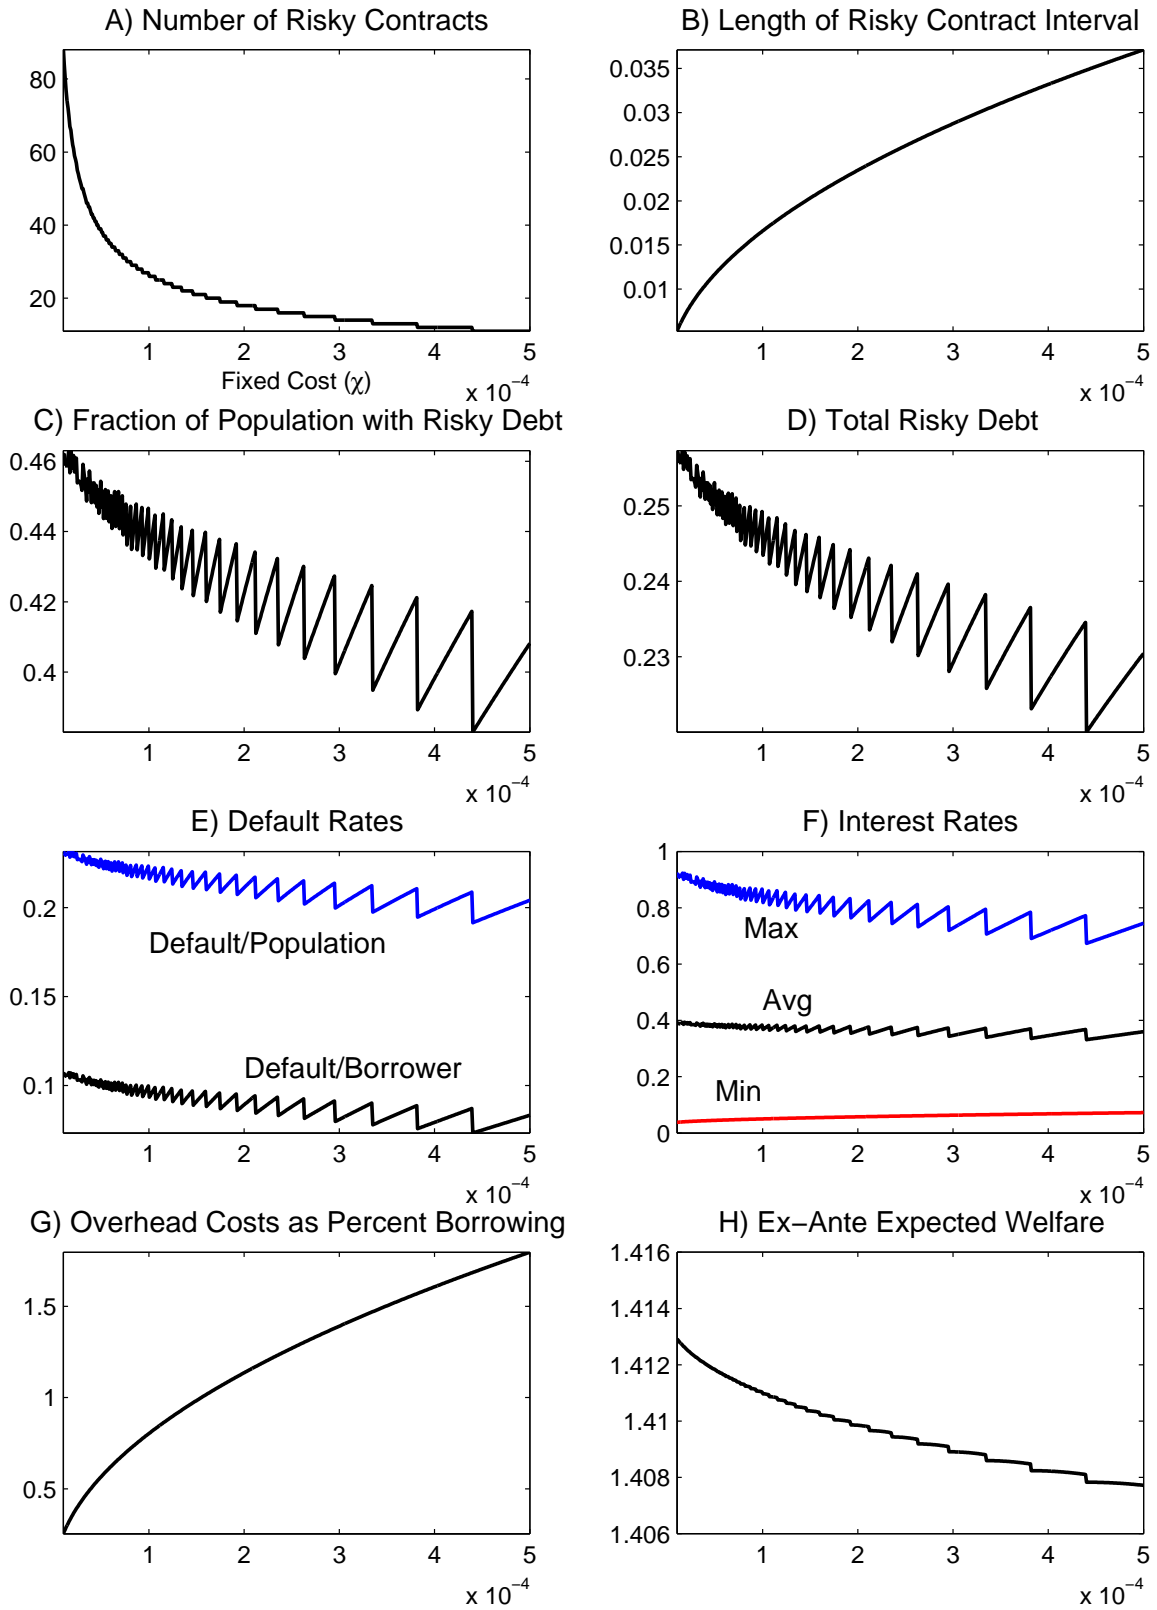 A) Number of Risky Contracts
80
60
40
20
1 2 3 4 5
Fixed Cost (χ)
x 10−4
B) Length of Risky Contract Interval
0.035
0.03
0.025
0.02
0.015
0.01
1 2 3 4 5
x 10−4
C) Fraction of Population with Risky Debt
0.46
0.44
0.42
0.4
1 2 3 4 5
x 10−4
D) Total Risky Debt
0.25
0.24
0.23
1 2 3 4 5
x 10−4
E) Default Rates
0.2
Default/Population
0.15
Default/Borrower
0.1
1 2 3 4 5
x 10−4
F) Interest Rates
1
0.8
Max
0.6
Avg
0.4
0.2
Min
0
1 2 3 4 5
x 10−4
G) Overhead Costs as Percent Borrowing
1.5
1
0.5
1 2 3 4 5
x 10−4
H) Ex−Ante Expected Welfare
1.416
1.414
1.412
1.41
1.408
1.406
1 2 3 4 5
x 10−4